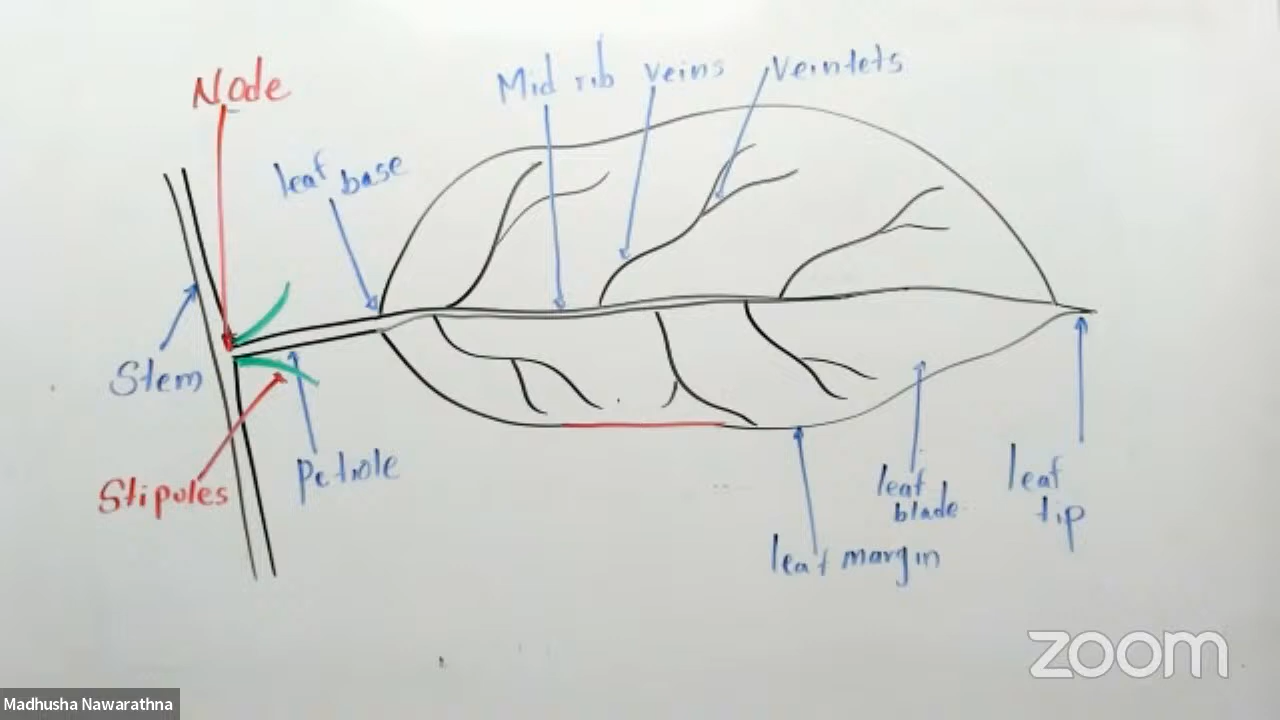 Node
Mid rib
veins
Veinlets
leaf base
Stem
Stipules
Petiole
leaf
blade
leaf
tip
leaf margin
zoom
Madhusha Nawarathna